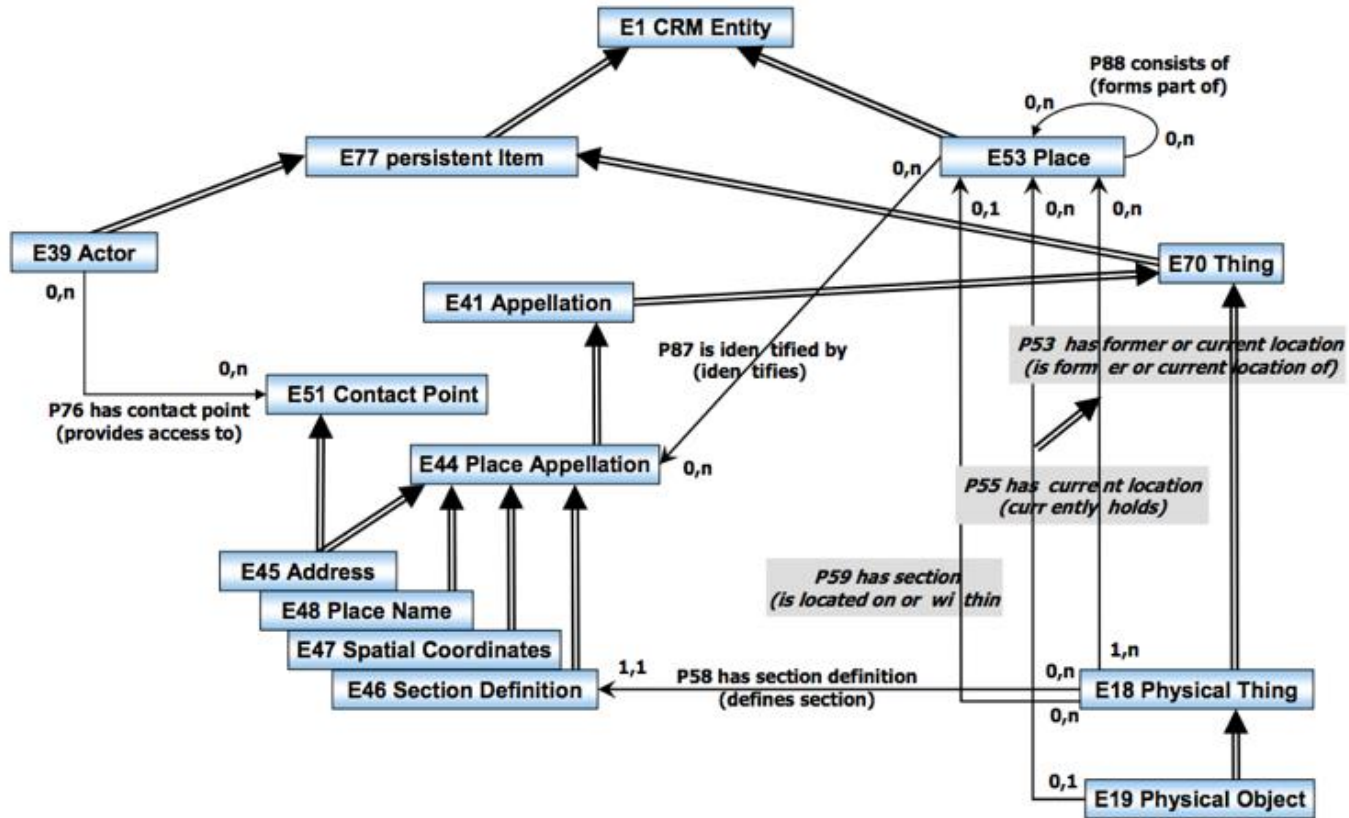 E1 CRM Entity
P88 consists of
(forms part of)
0,n
0,n
E77 persistent Item
E53 Place
0,n
0,1
0,n
0,n
E39 Actor
0,n
E70 Thing
E41 Appellation
P87 is iden tified by
(iden tifies)
P53 has former or current location
(is form er or current location of)
0,n
E51 Contact Point
P76 has contact point
(provides access to)
E44 Place Appellation
0,n
P55 has current location
(curr ently holds)
E45 Address
P59 has section
(is located on or wi thin
E48 Place Name
E47 Spatial Coordinates
1,n
1,1
P58 has section definition
(defines section)
0,n
E46 Section Definition
E18 Physical Thing
0,n
0,1
E19 Physical Object